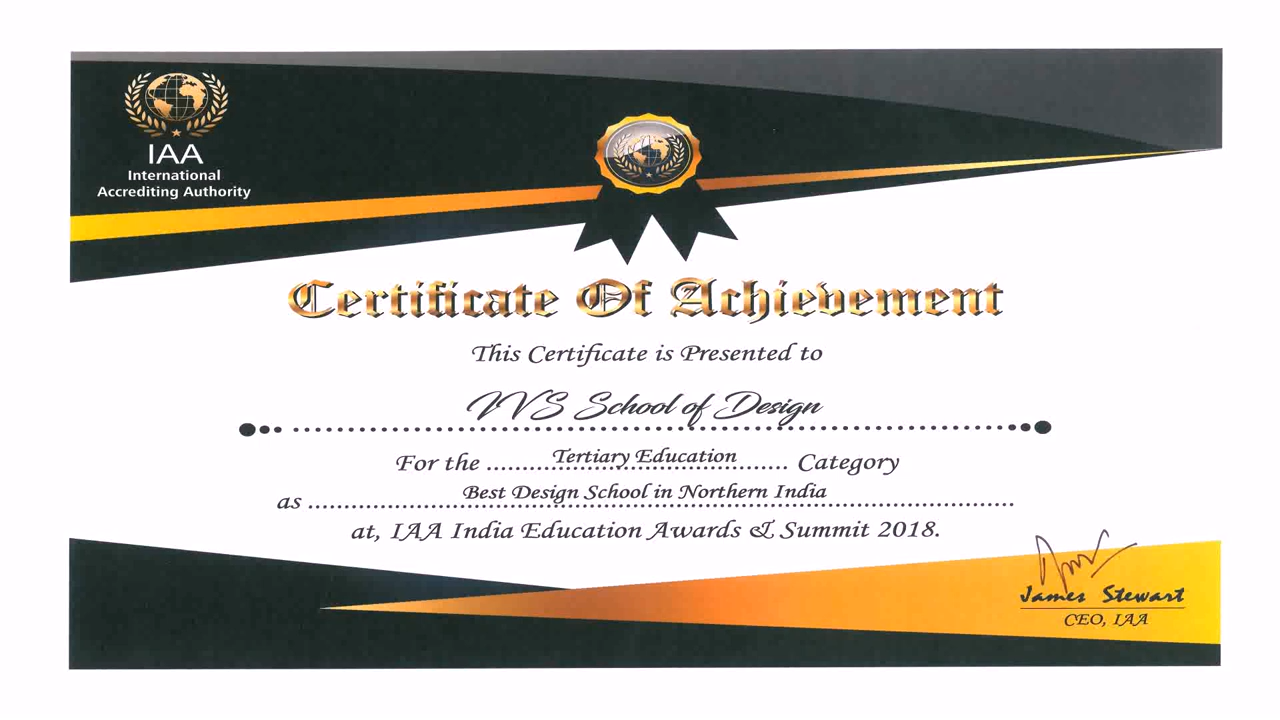 IAA
International
Accrediting Authority
Certificate Of Achievement
This Certificate is Presented to
IVS School of Design
For the Tertiary Education Category
as Best Design School in Northern India
at, IAA India Education Awards & Summit 2018.
James Stewart
CEO, IAA